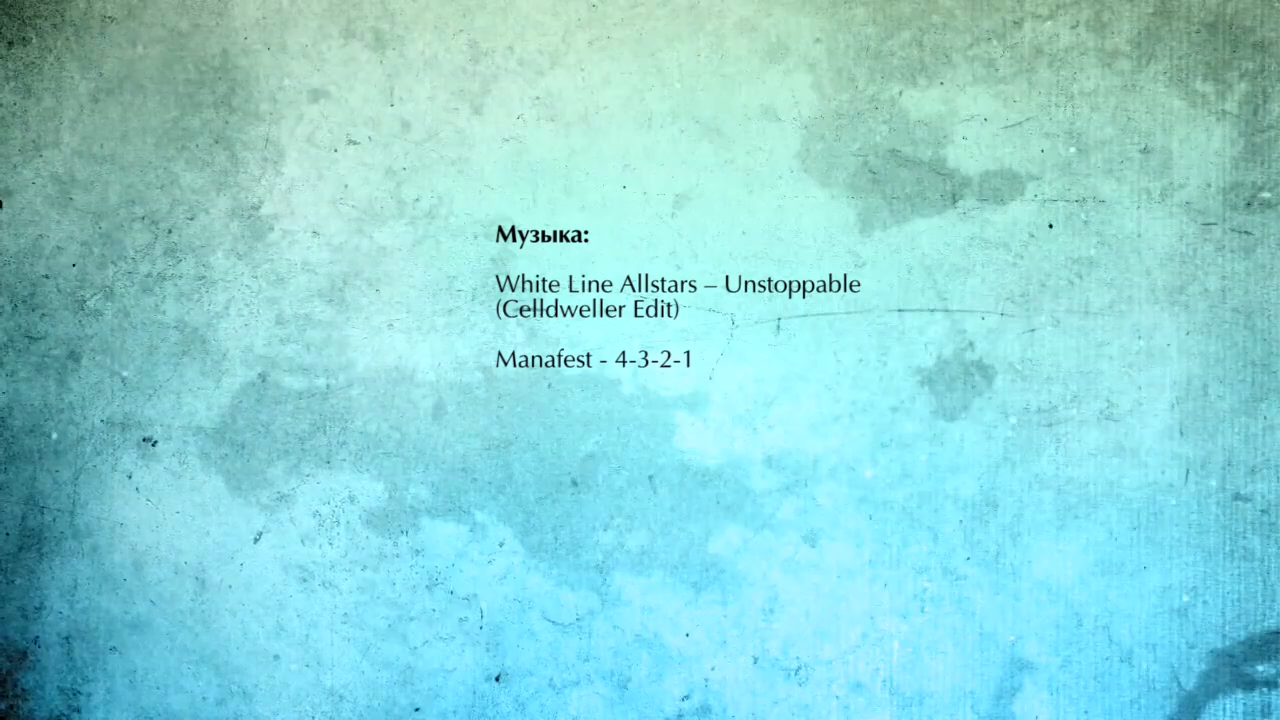 Музыка:
White Line Allstars – Unstoppable
(Celldweller Edit)
Manafest - 4-3-2-1